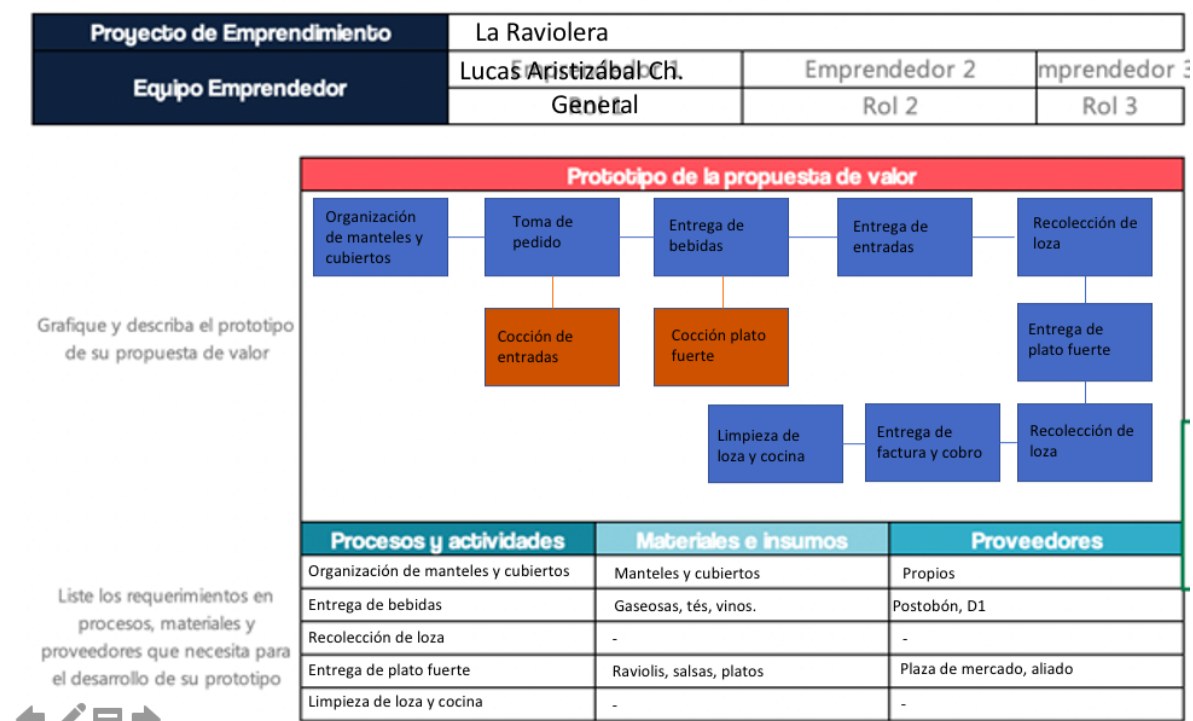 Proyecto de Emprendimiento
La Raviolera
Equipo Emprendedor
Lucas Aristizábal Ch.
Emprendedor 1
Emprendedor 2
mprendedor 3
General
Rol 1
Rol 2
Rol 3
Prototipo de la propuesta de valor
Grafique y describa el prototipo
de su propuesta de valor
Organización
de manteles y
cubiertos
Toma de
pedido
Entrega de
bebidas
Entrega de
entradas
Recolección de
loza
Cocción de
entradas
Cocción plato
fuerte
Entrega de
plato fuerte
Limpieza de
loza y cocina
Entrega de
factura y cobro
Recolección de
loza
Liste los requerimientos en
procesos, materiales y
proveedores que necesita para
el desarrollo de su prototipo
Procesos y actividades
Materiales e insumos
Proveedores
Organización de manteles y cubiertos
Manteles y cubiertos
Propios
Entrega de bebidas
Gaseosas, tés, vinos.
Postobón, D1
Recolección de loza
-
-
Entrega de plato fuerte
Raviolis, salsas, platos
Plaza de mercado, aliado
Limpieza de loza y cocina
-
-